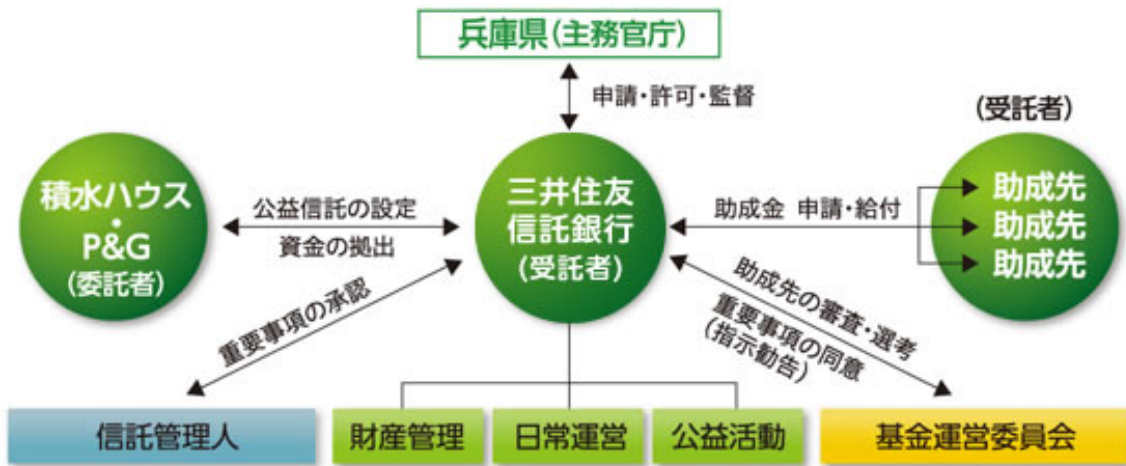 兵庫県(主務官庁)
申請・許可・監督
(受託者)
積水ハウス
・
P&G
(委託者)
公益信託の設定
資金の拠出
三井住友
信託銀行
(受託者)
助成金 申請・給付
助成先
助成先
助成先
重要事項の承認
助成先の審査・選考
重要事項の同意
(指示勧告)
信託管理人
財産管理
日常運営
公益活動
基金運営委員会